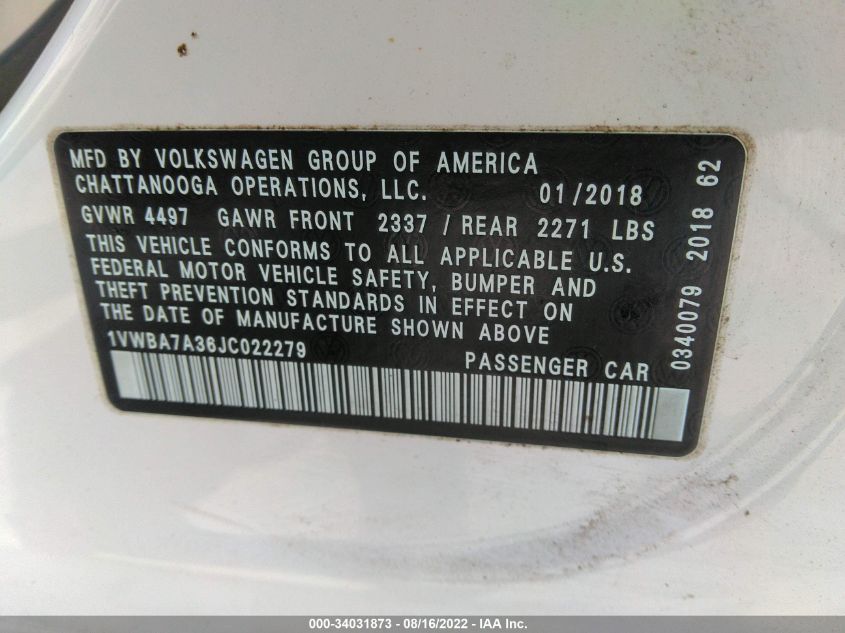 MFD BY VOLKSWAGEN GROUP OF AMERICA
CHATTANOOGA OPERATIONS, LLC. 01/2018
GVWR 4497 GAWR FRONT 2337 / REAR 2271 LBS
THIS VEHICLE CONFORMS TO ALL APPLICABLE U.S.
FEDERAL MOTOR VEHICLE SAFETY, BUMPER AND
THEFT PREVENTION STANDARDS IN EFFECT ON
THE DATE OF MANUFACTURE SHOWN ABOVE
1VWBA7A36JC022279 PASSENGER CAR
0340079 2018 62
000-34031873 - 08/16/2022 - IAA Inc.